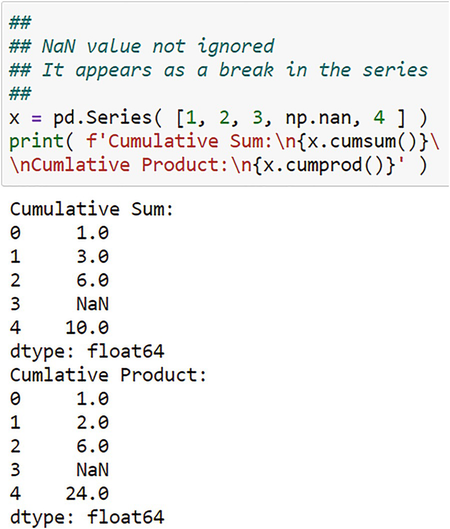 ##
## NaN value not ignored
## It appears as a break in the series
##
x = pd.Series( [1, 2, 3, np.nan, 4 ] )
print( f'Cumulative Sum:\n{x.cumsum()}\
\nCumlative Product:\n{x.cumprod()}' )
Cumulative Sum:
0     1.0
1     3.0
2     6.0
3     NaN
4    10.0
dtype: float64
Cumlative Product:
0     1.0
1     2.0
2     6.0
3     NaN
4    24.0
dtype: float64